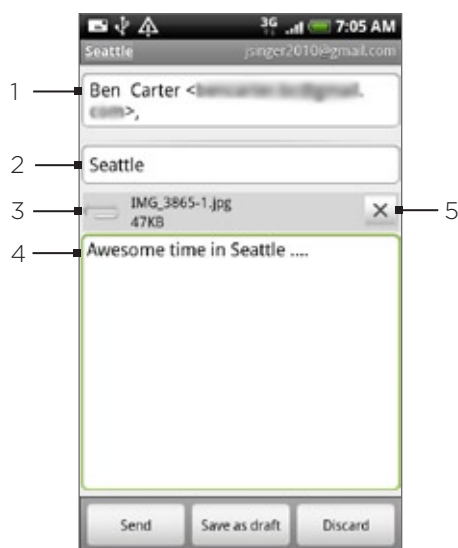 3G 7:05 AM
Seattle jsinger2010@gmail.com
1
Ben Carter <
>,
2
Seattle
3
IMG_3865-1.jpg
47KB
5
4
Awesome time in Seattle ....
Send Save as draft Discard